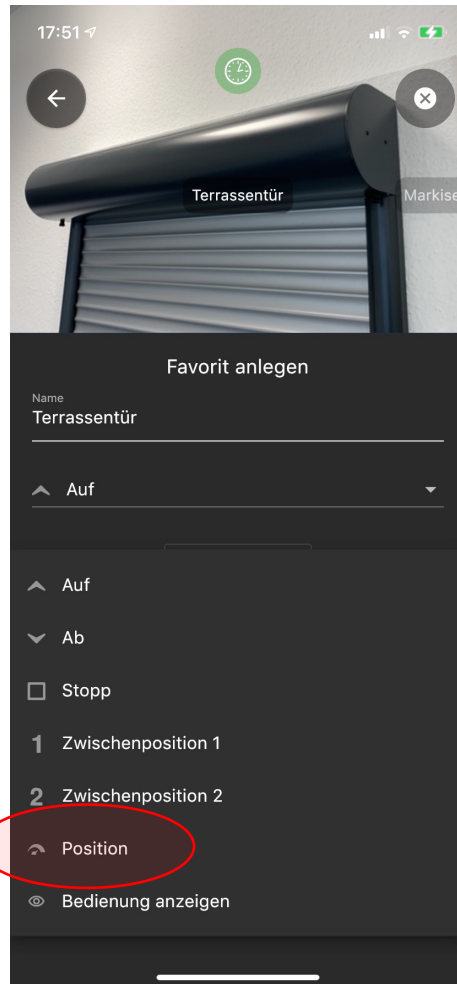 17:51
Terrassentür
Markise
Favorit anlegen
Name
Terrassentür
Auf
Auf
Ab
Stopp
1 Zwischenposition 1
2 Zwischenposition 2
Position
Bedienung anzeigen